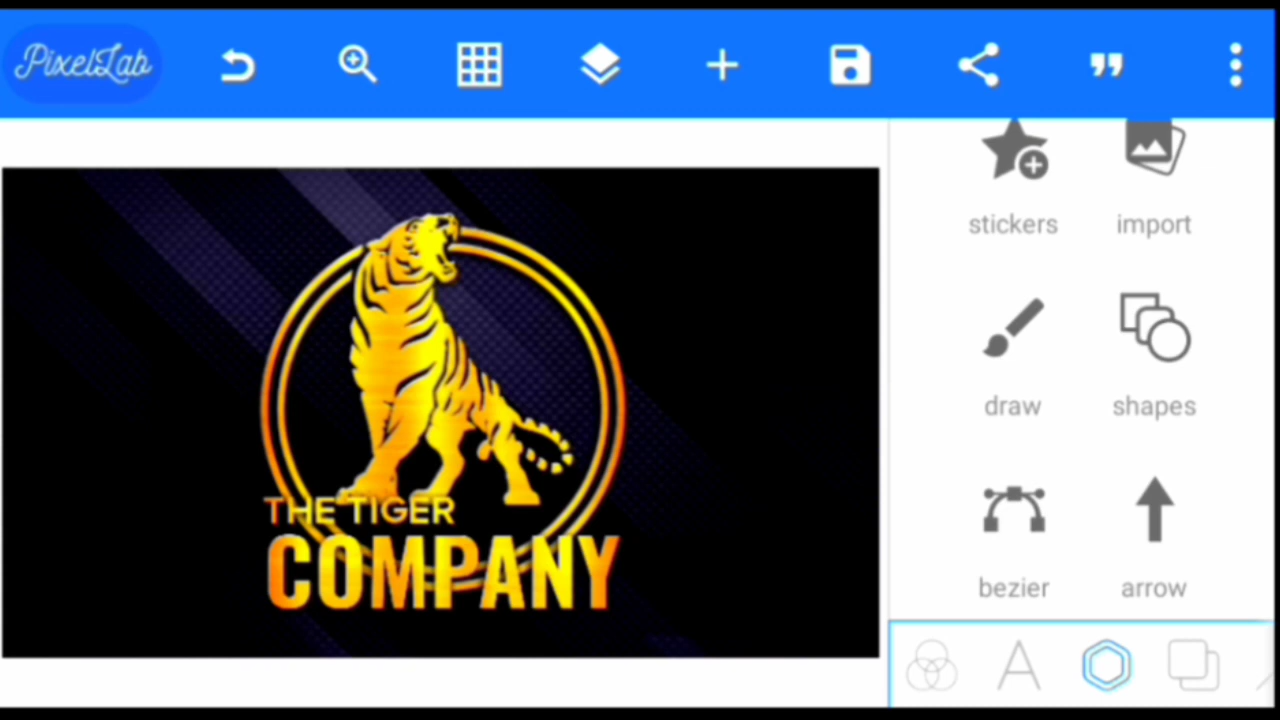 PixelLab
stickers
import
THE TIGER
COMPANY
draw
shapes
bezier
arrow